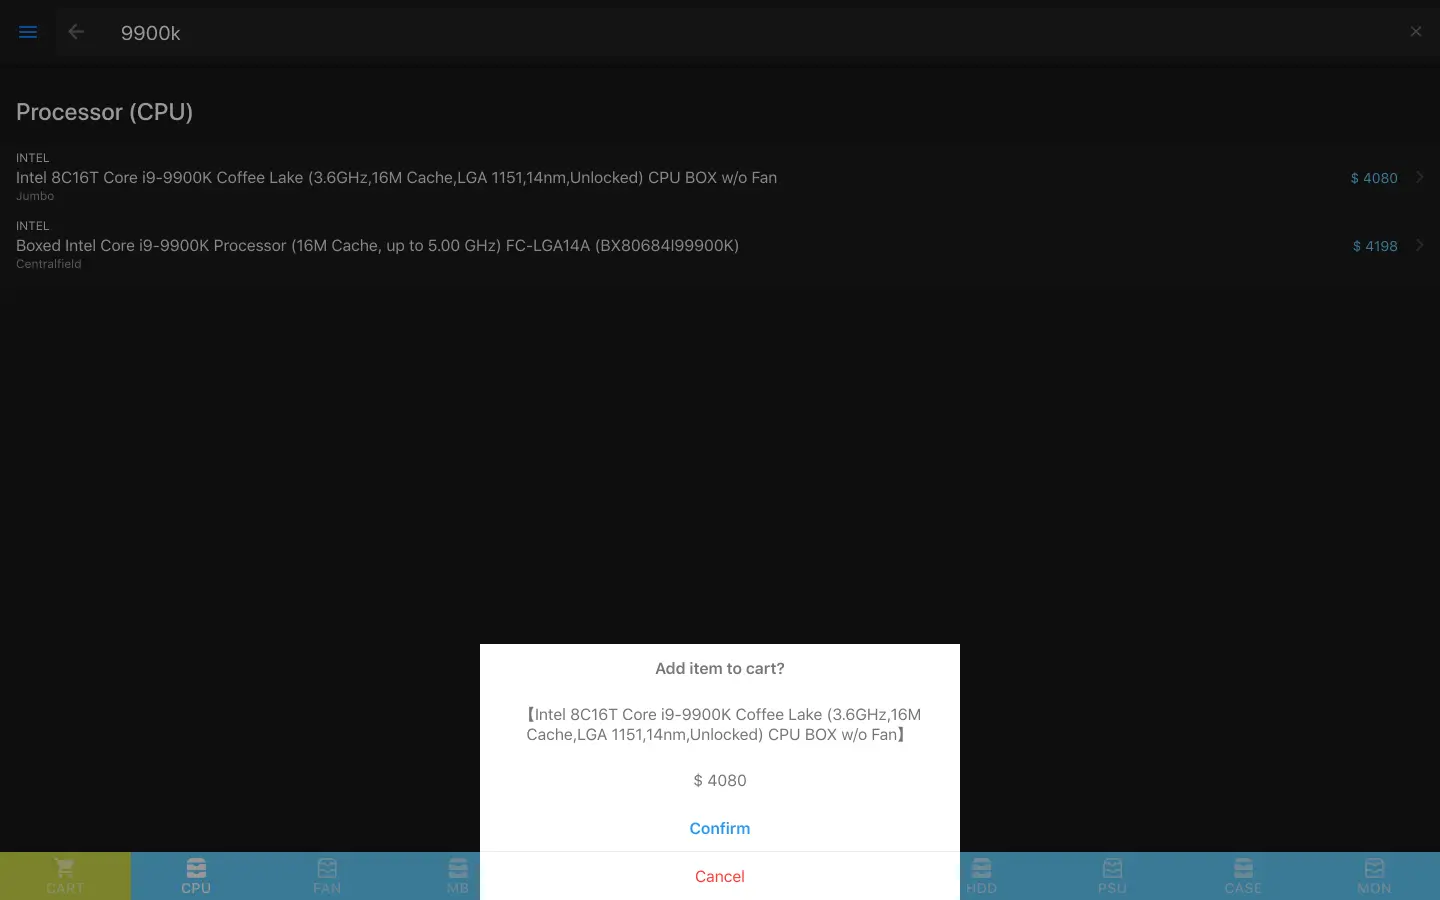 9900k
Processor (CPU)
INTEL
Intel 8C16T Core i9-9900K Coffee Lake (3.6GHz,16M Cache,LGA 1151,14nm,Unlocked) CPU BOX w/o Fan
$ 4080
Jumbo
INTEL
Boxed Intel Core i9-9900K Processor (16M Cache, up to 5.00 GHz) FC-LGA14A (BX80684I99900K)
$ 4198
Centralfield
Add item to cart?
【Intel 8C16T Core i9-9900K Coffee Lake (3.6GHz,16M
Cache,LGA 1151,14nm,Unlocked) CPU BOX w/o Fan】
$ 4080
Confirm
Cancel
CART
CPU
FAN
MB
HDD
PSU
CASE
MON